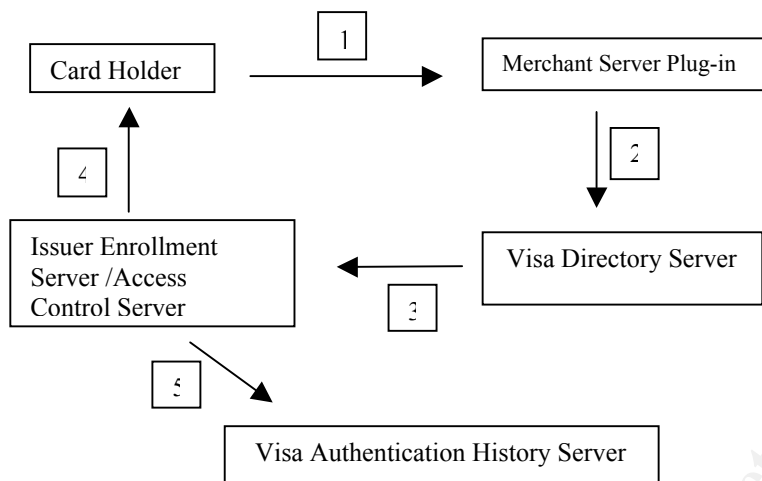 1
Card Holder
Merchant Server Plug-in
4
2
Issuer Enrollment
Server /Access
Control Server
Visa Directory Server
3
5
Visa Authentication History Server